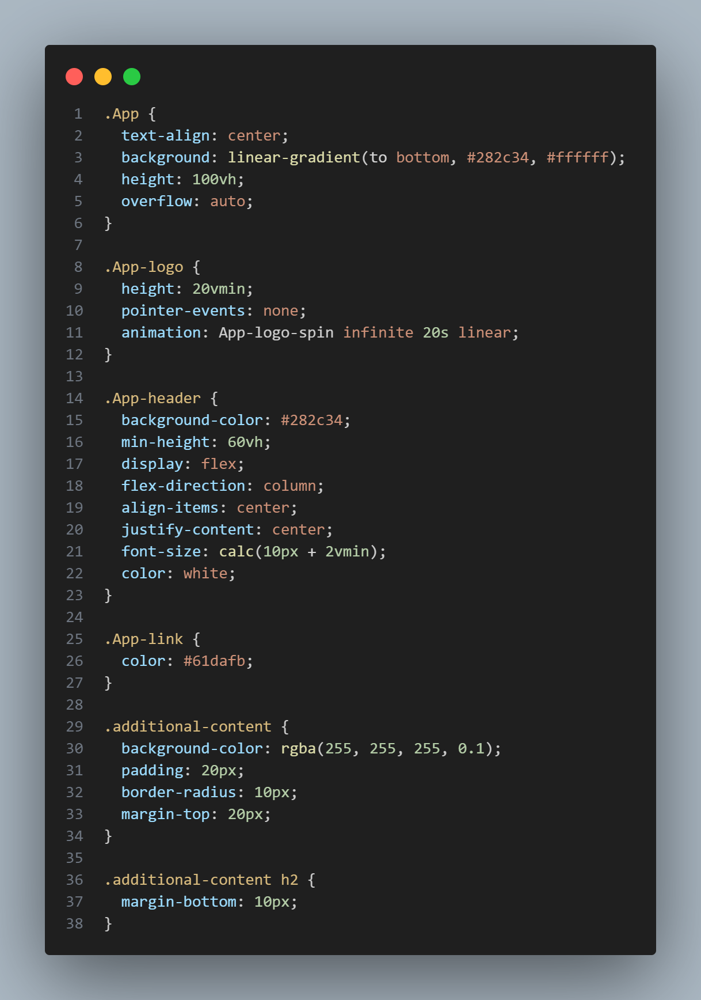 1 .App {
2   text-align: center;
3   background: linear-gradient(to bottom, #282c34, #ffffff);
4   height: 100vh;
5   overflow: auto;
6 }
7
8 .App-logo {
9   height: 20vmin;
10   pointer-events: none;
11   animation: App-logo-spin infinite 20s linear;
12 }
13
14 .App-header {
15   background-color: #282c34;
16   min-height: 60vh;
17   display: flex;
18   flex-direction: column;
19   align-items: center;
20   justify-content: center;
21   font-size: calc(10px + 2vmin);
22   color: white;
23 }
24
25 .App-link {
26   color: #61dafb;
27 }
28
29 .additional-content {
30   background-color: rgba(255, 255, 255, 0.1);
31   padding: 20px;
32   border-radius: 10px;
33   margin-top: 20px;
34 }
35
36 .additional-content h2 {
37   margin-bottom: 10px;
38 }